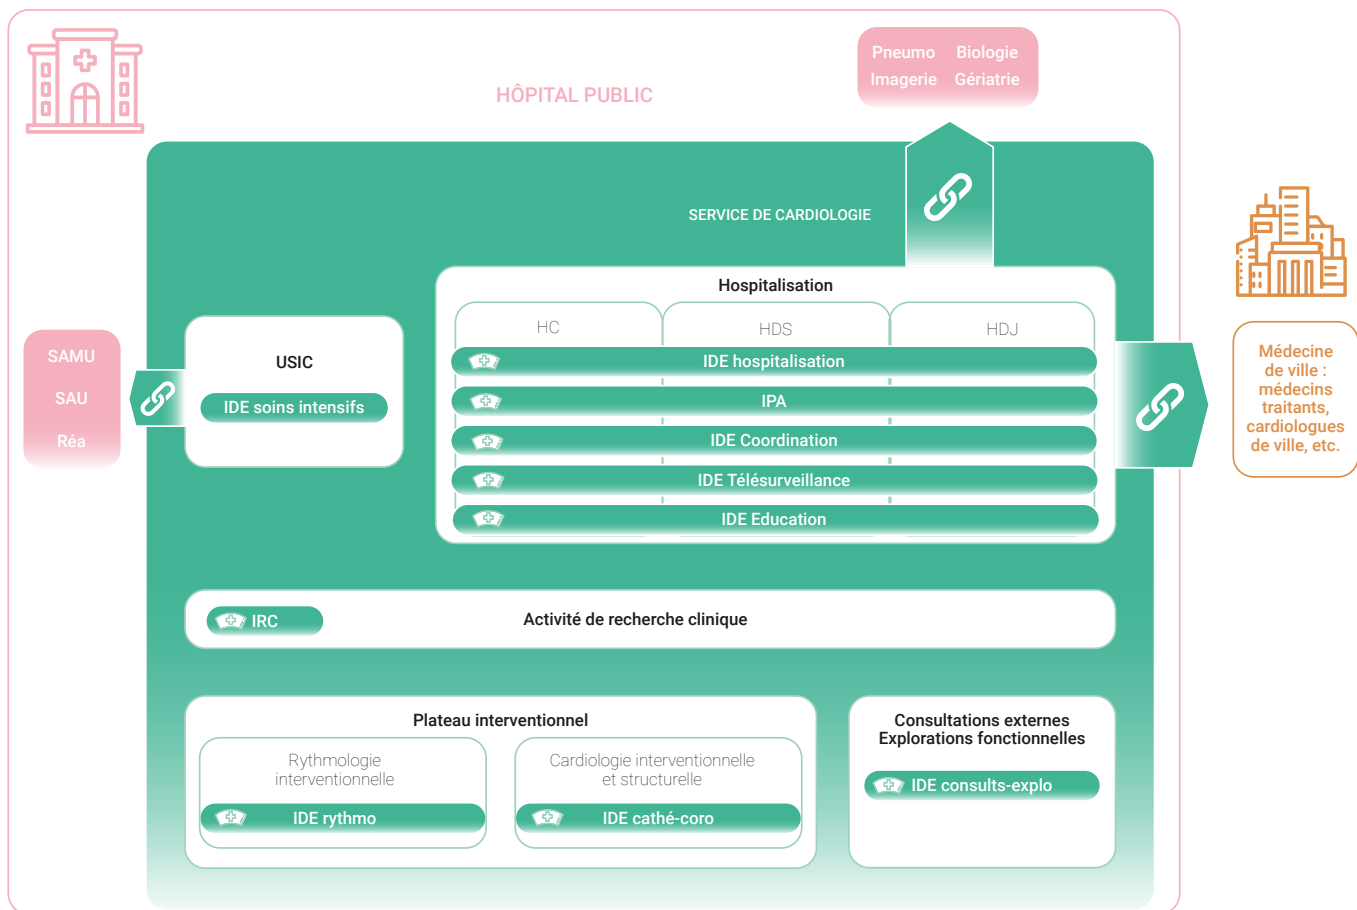 HÔPITAL PUBLIC
Pneumo Biologie
Imagerie Gériatrie
SERVICE DE CARDIOLOGIE
SAMU
SAU
Réa
USIC
IDE soins intensifs
Hospitalisation
HC HDS HDJ
IDE hospitalisation
IPA
IDE Coordination
IDE Télésurveillance
IDE Education
Médecine
de ville :
médecins
traitants,
cardiologues
de ville, etc.
IRC
Activité de recherche clinique
Plateau interventionnel
Rythmologie
interventionnelle
IDE rythmo
Cardiologie interventionnelle
et structurelle
IDE cathé-coro
Consultations externes
Explorations fonctionnelles
IDE consults-explo